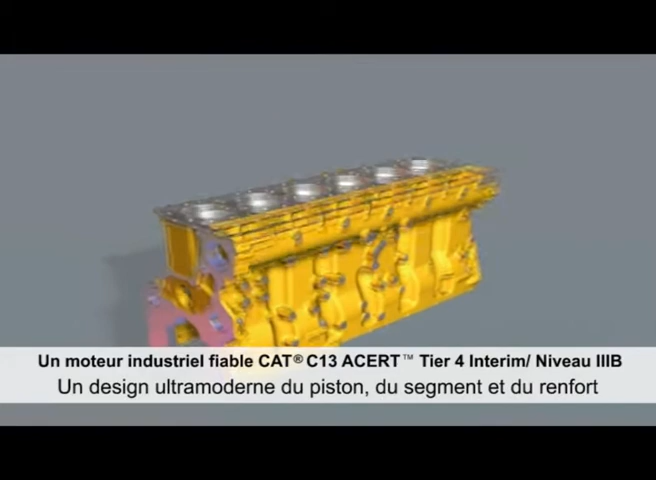 Un moteur industriel fiable CAT® C13 ACERT™ Tier 4 Interim/ Niveau IIIB
Un design ultramoderne du piston, du segment et du renfort